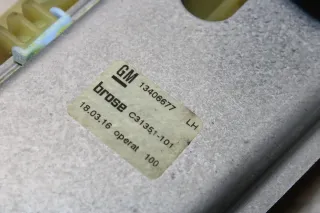 GM 13406677 LH
brose C31351-101
18.03.16 operat 100